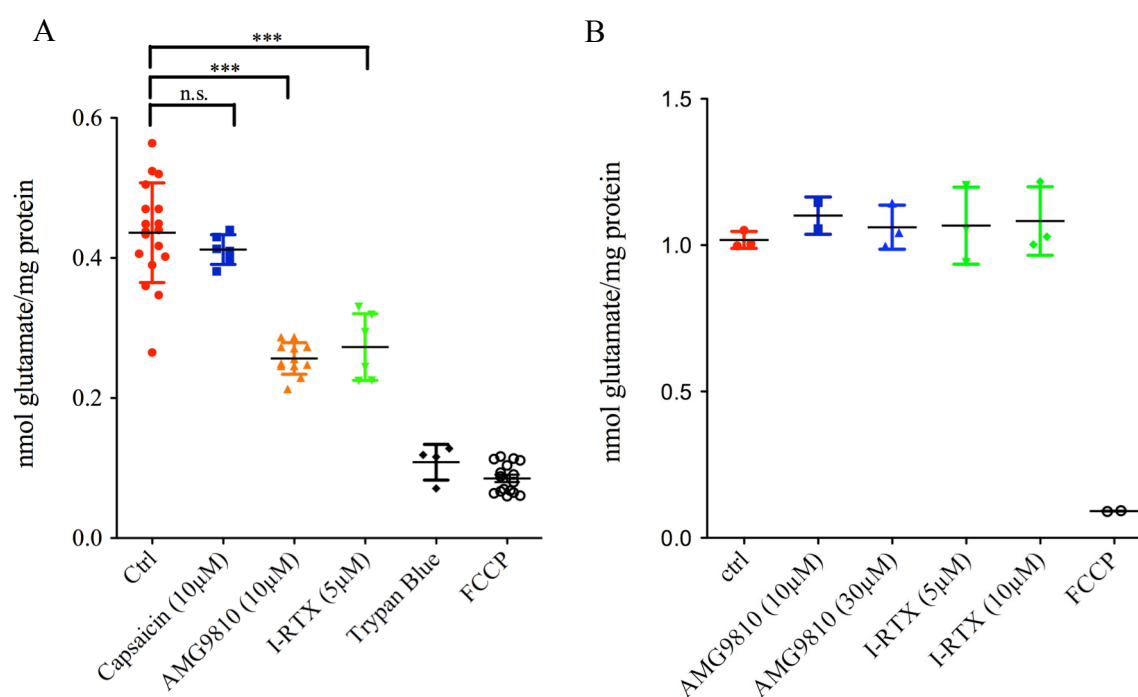 A
***
***
n.s.
nmol glutamate/mg protein
0.6
0.4
0.2
0.0
Ctrl
Capsaicin (10μM)
AMG9810 (10μM)
I-RTX (5μM)
Trypan Blue
FCCP
B
nmol glutamate/mg protein
1.5
1.0
0.5
0.0
ctrl
AMG9810 (10μM)
AMG9810 (30μM)
I-RTX (5μM)
I-RTX (10μM)
FCCP